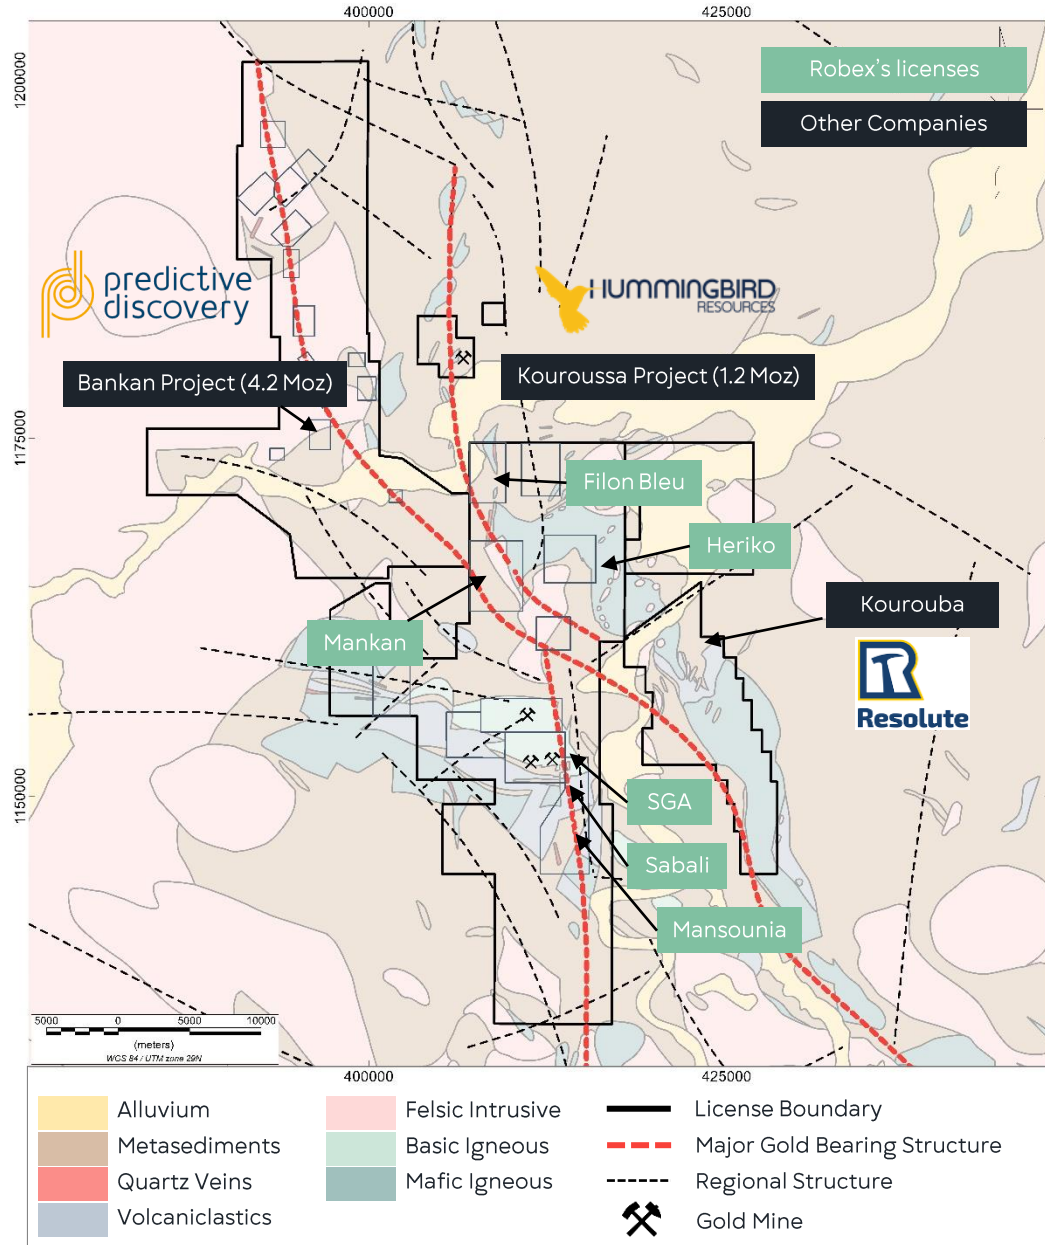 400000
425000
1200000
Robex's licenses
Other Companies
predictive
discovery
HUMMINGBIRD
RESOURCES
Bankan Project (4.2 Moz)
Kouroussa Project (1.2 Moz)
1175000
Filon Bleu
Heriko
Kourouba
Mankan
R
Resolute
1150000
SGA
Sabali
Mansounia
5000
0
5000
10000
(meters)
WGS 84 / UTM zone 29N
400000
425000
Alluvium
Metasediments
Quartz Veins
Volcaniclastics
Felsic Intrusive
Basic Igneous
Mafic Igneous
License Boundary
Major Gold Bearing Structure
Regional Structure
Gold Mine